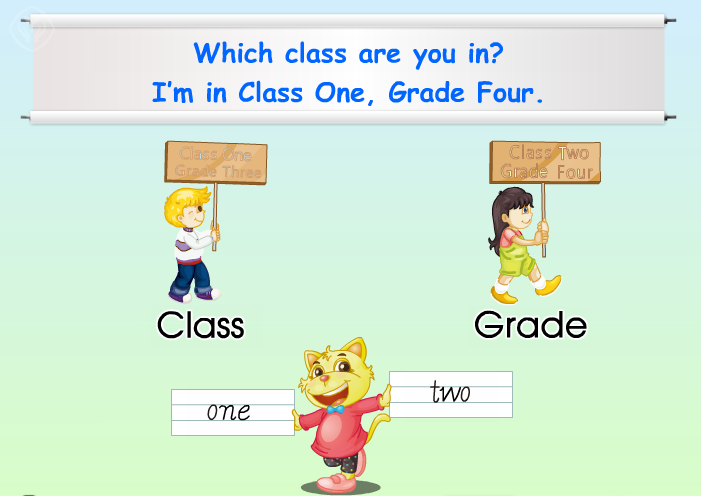 Which class are you in?
I'm in Class One, Grade Four.
Class One
Grade Three
Class Two
Grade Four
Class
Grade
one
two